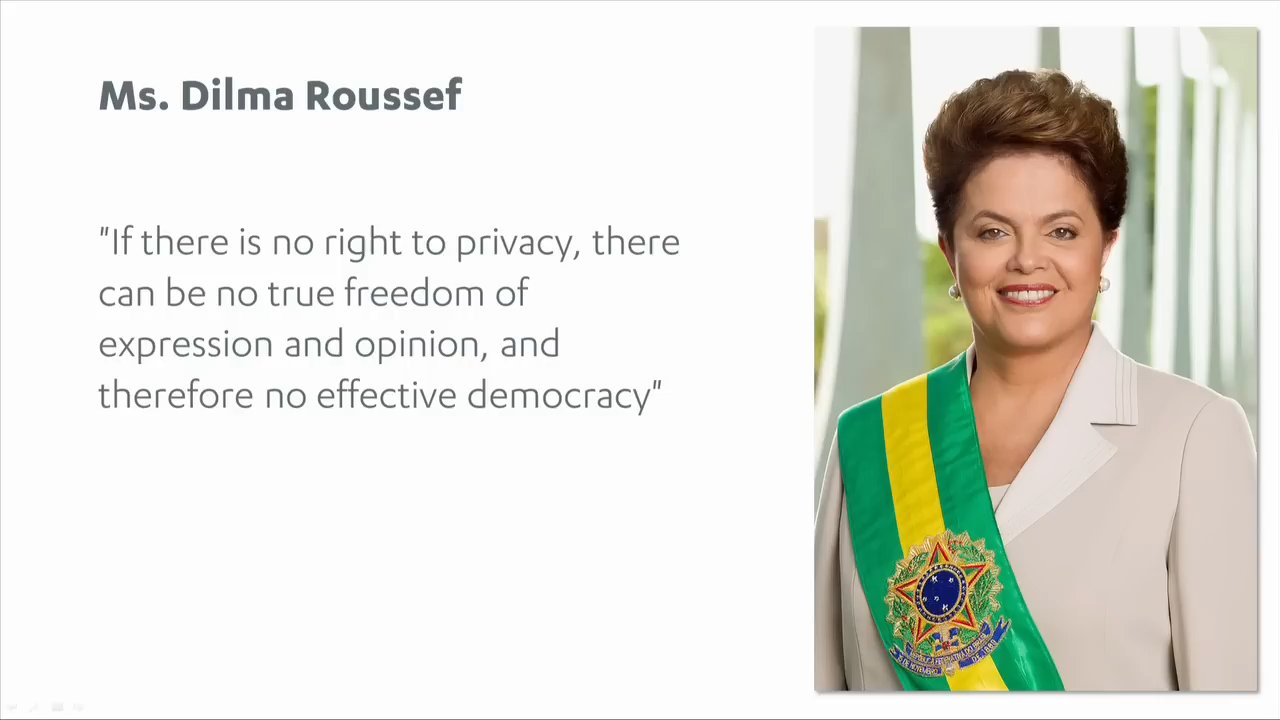 Ms. Dilma Roussef
"If there is no right to privacy, there
can be no true freedom of
expression and opinion, and
therefore no effective democracy"